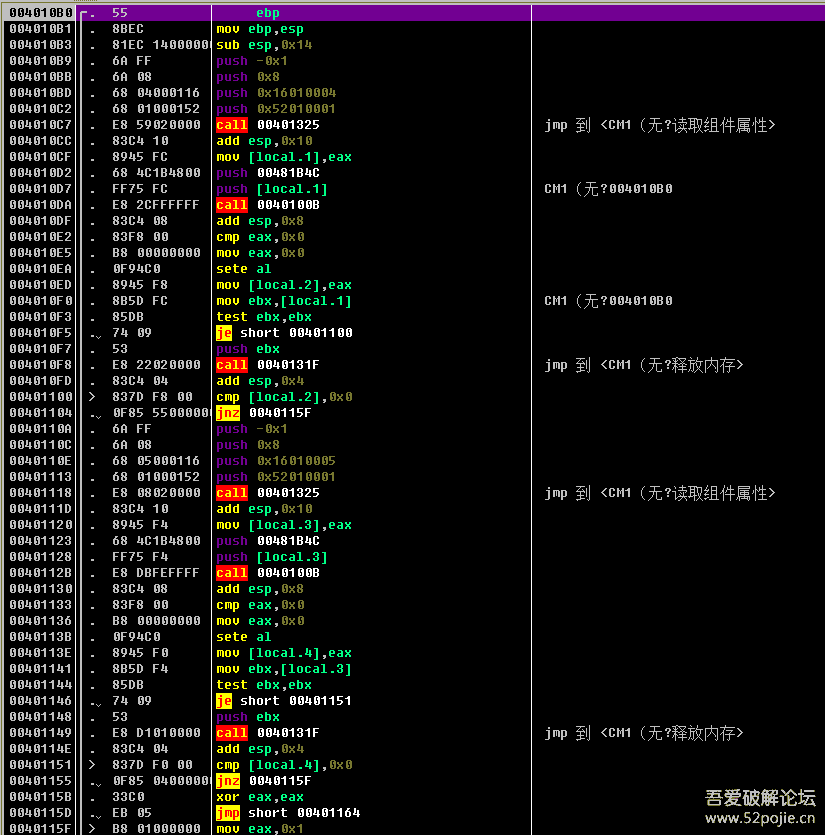 004010B0 . 55 ebp
004010B1 . 8BEC mov ebp,esp
004010B3 . 81EC 1400000 sub esp,0x14
004010B9 . 6A FF push -0x1
004010BB . 6A 08 push 0x8
004010BD . 68 04000116 push 0x16010004
004010C2 . 68 01000152 push 0x52010001
004010C7 . E8 59020000 call 00401325 jmp 到 <CM1（无?读取组件属性>
004010CC . 83C4 10 add esp,0x10
004010CF . 8945 FC mov [local.1],eax
004010D2 . 68 4C1B4800 push 00481B4C
004010D7 . FF75 FC push [local.1] CM1（无?004010B0
004010DA . E8 2CFFFFFF call 0040100B
004010DF . 83C4 08 add esp,0x8
004010E2 . 83F8 00 cmp eax,0x0
004010E5 . B8 00000000 mov eax,0x0
004010EA . 0F94C0 sete al
004010ED . 8945 F8 mov [local.2],eax
004010F0 . 8B5D FC mov ebx,[local.1] CM1（无?004010B0
004010F3 . 85DB test ebx,ebx
004010F5 . 74 09 je short 00401100
004010F7 . 53 push ebx
004010F8 . E8 22020000 call 0040131F jmp 到 <CM1（无?释放内存>
004010FD . 83C4 04 add esp,0x4
00401100 > 837D F8 00 cmp [local.2],0x0
00401104 . 0F85 5500000 jnz 0040115F
0040110A . 6A FF push -0x1
0040110C . 6A 08 push 0x8
0040110E . 68 05000116 push 0x16010005
00401113 . 68 01000152 push 0x52010001
00401118 . E8 08020000 call 00401325 jmp 到 <CM1（无?读取组件属性>
0040111D . 83C4 10 add esp,0x10
00401120 . 8945 F4 mov [local.3],eax
00401123 . 68 4C1B4800 push 00481B4C
00401128 . FF75 F4 push [local.3]
0040112B . E8 DBFEFFFF call 0040100B
00401130 . 83C4 08 add esp,0x8
00401133 . 83F8 00 cmp eax,0x0
00401136 . B8 00000000 mov eax,0x0
0040113B . 0F94C0 sete al
0040113E . 8945 F0 mov [local.4],eax
00401141 . 8B5D F4 mov ebx,[local.3]
00401144 . 85DB test ebx,ebx
00401146 . 74 09 je short 00401151
00401148 . 53 push ebx
00401149 . E8 D1010000 call 0040131F jmp 到 <CM1（无?释放内存>
0040114E . 83C4 04 add esp,0x4
00401151 > 837D F0 00 cmp [local.4],0x0
00401155 . 0F85 0400000 jnz 0040115F
0040115B . 33C0 xor eax,eax
0040115D . EB 05 jmp short 00401164
0040115F > B8 01000000 mov eax,0x1
吾爱破解论坛
www.52pojie.cn